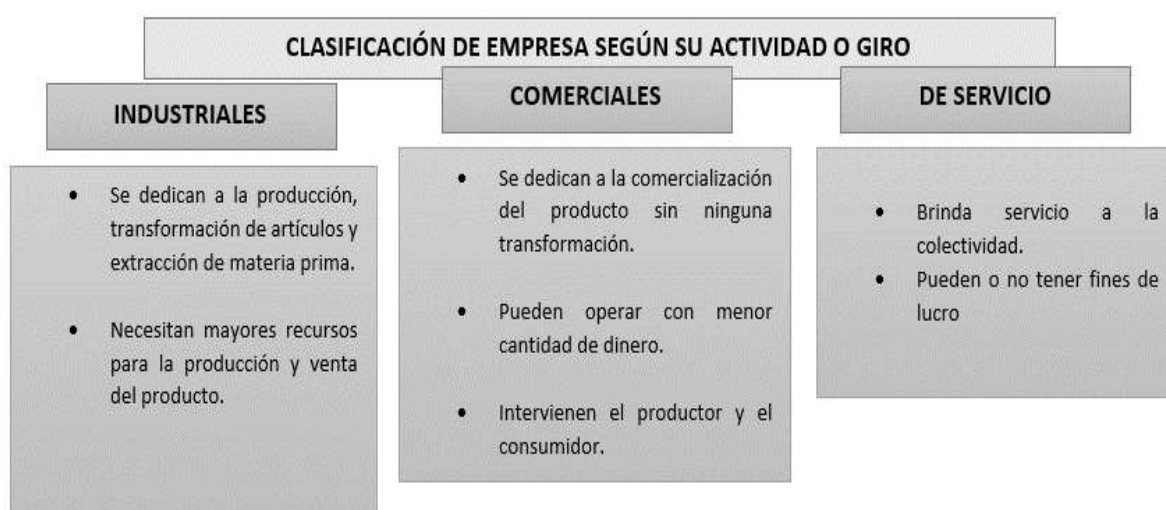 CLASIFICACIÓN DE EMPRESA SEGÚN SU ACTIVIDAD O GIRO
INDUSTRIALES
• Se dedican a la producción,
transformación de artículos y
extracción de materia prima.
• Necesitan mayores recursos
para la producción y venta
del producto.
COMERCIALES
• Se dedican a la comercialización
del producto sin ninguna
transformación.
• Pueden operar con menor
cantidad de dinero.
• Intervienen el productor y el
consumidor.
DE SERVICIO
• Brinda servicio a la
colectividad.
• Pueden o no tener fines de
lucro